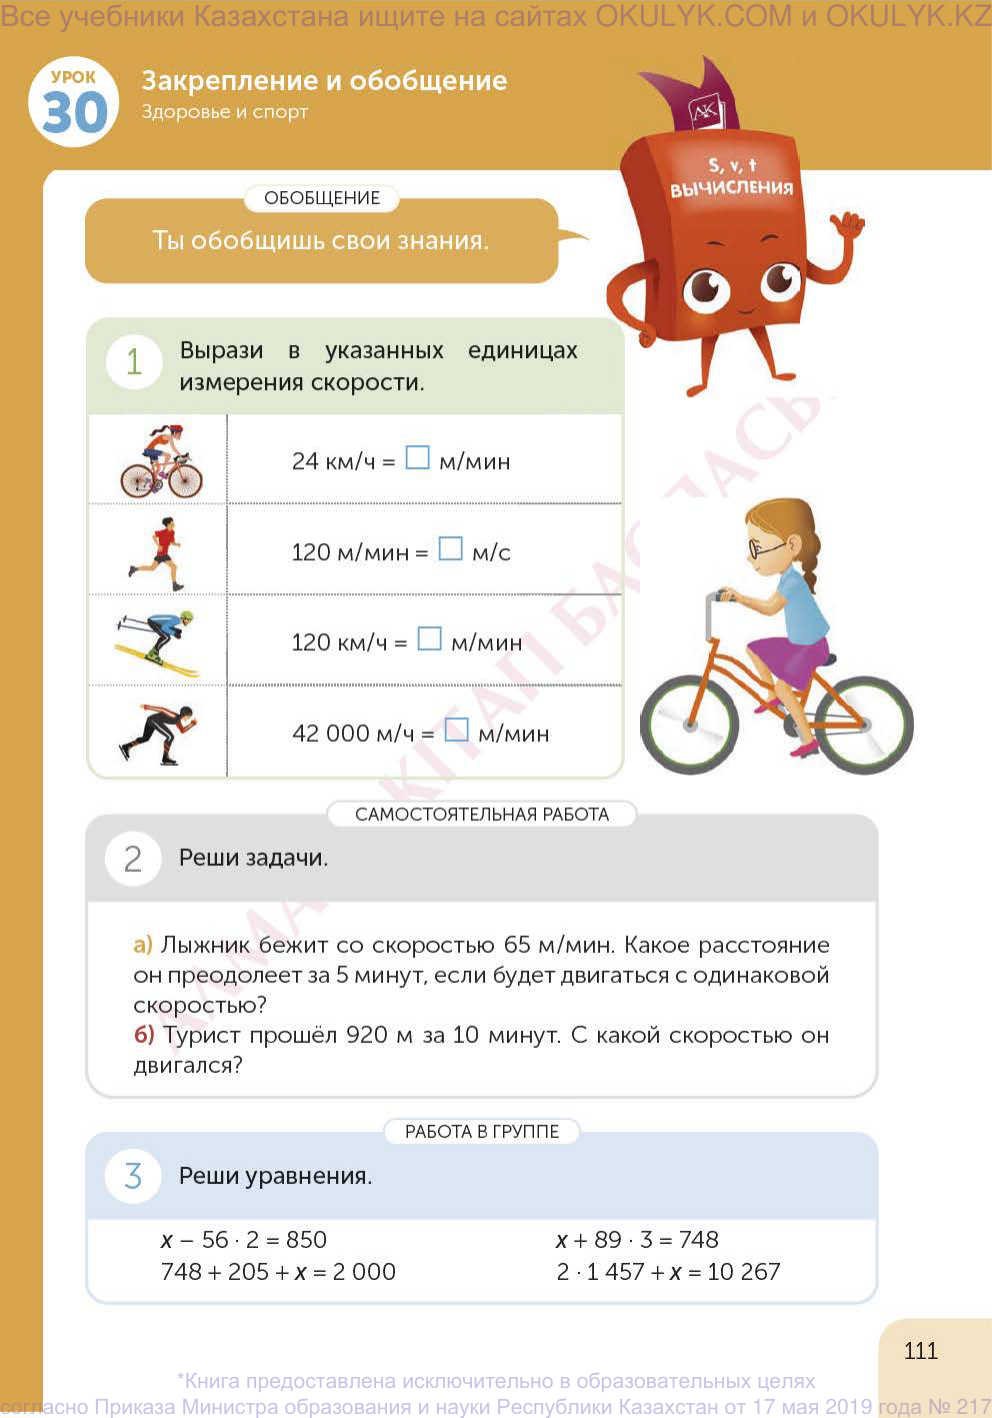 Все учебники Казахстана ищите на сайтах OKULYK.COM и OKULYK.KZ
УРОК
30
Закрепление и обобщение
Здоровье и спорт
АК
S, v, t
ВЫЧИСЛЕНИЯ
ОБОБЩЕНИЕ
Ты обобщишь свои знания.
1
Вырази в указанных единицах
измерения скорости.
24 км/ч = □ м/мин
120 м/мин = □ м/с
120 км/ч = □ м/мин
42 000 м/ч = □ м/мин
САМОСТОЯТЕЛЬНАЯ РАБОТА
2
Реши задачи.
а) Лыжник бежит со скоростью 65 м/мин. Какое расстояние
он преодолеет за 5 минут, если будет двигаться с одинаковой
скоростью?
б) Турист прошёл 920 м за 10 минут. С какой скоростью он
двигался?
РАБОТА В ГРУППЕ
3
Реши уравнения.
x − 56 · 2 = 850
x + 89 · 3 = 748
748 + 205 + x = 2 000
2 · 1 457 + x = 10 267
111
*Книга предоставлена исключительно в образовательных целях
согласно Приказа Министра образования и науки Республики Казахстан от 17 мая 2019 года № 217